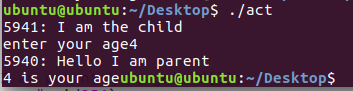 ubuntu@ubuntu:~/Desktop$ ./act
5941: I am the child
enter your age4
5940: Hello I am parent
4 is your ageubuntu@ubuntu:~/Desktop$